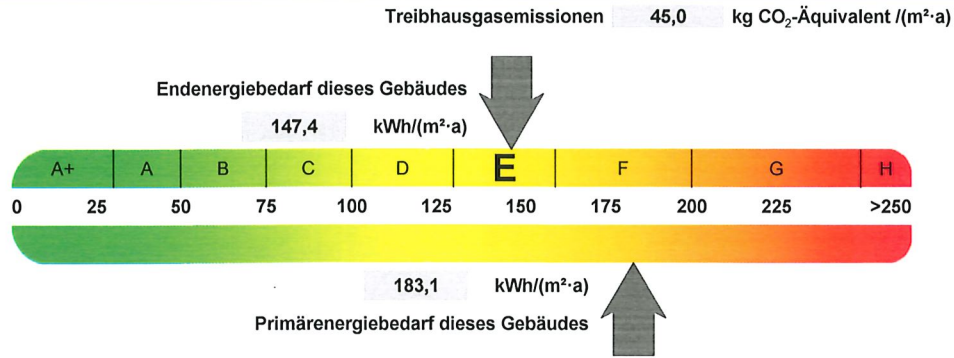 Treibhausgasemissionen 45,0 kg CO₂-Äquivalent /(m²·a)
Endenergiebedarf dieses Gebäudes
147,4 kWh/(m²·a)
A+ A B C D E F G H
0 25 50 75 100 125 150 175 200 225 >250
183,1 kWh/(m²·a)
Primärenergiebedarf dieses Gebäudes